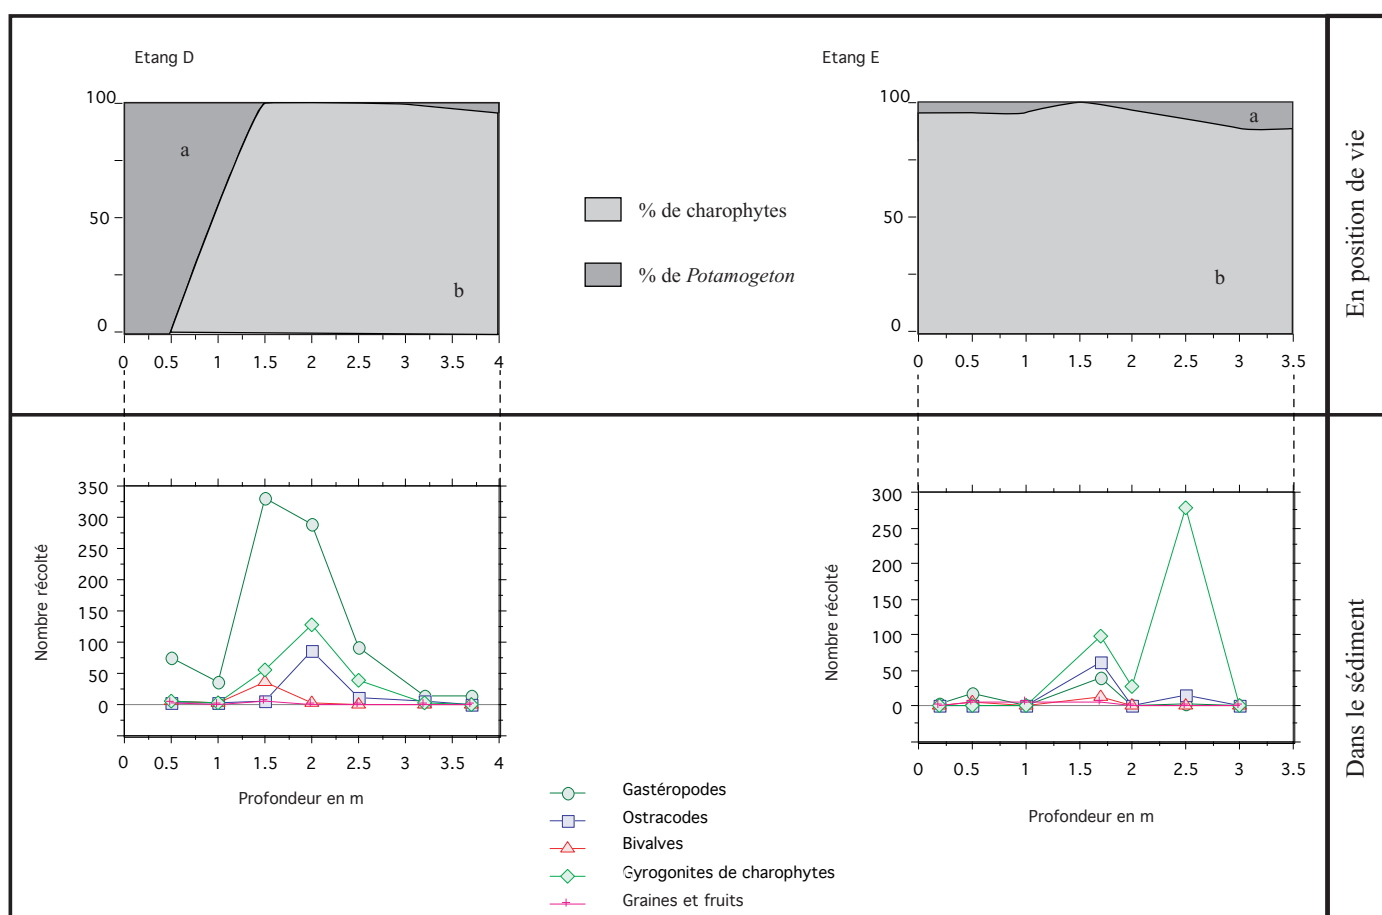 Etang D
Etang E
100
50
0
a
b
0 0.5 1 1.5 2 2.5 3 3.5 4
% de charophytes
% de Potamogeton
100
50
0
a
b
0 0.5 1 1.5 2 2.5 3 3.5
En position de vie
Nombre récolté
350
300
250
200
150
100
50
0
0 0.5 1 1.5 2 2.5 3 3.5 4
Profondeur en m
Nombre récolté
300
250
200
150
100
50
0
0 0.5 1 1.5 2 2.5 3 3.5
Profondeur en m
Dans le sédiment
Gastéropodes
Ostracodes
Bivalves
Gyrogonites de charophytes
Graines et fruits